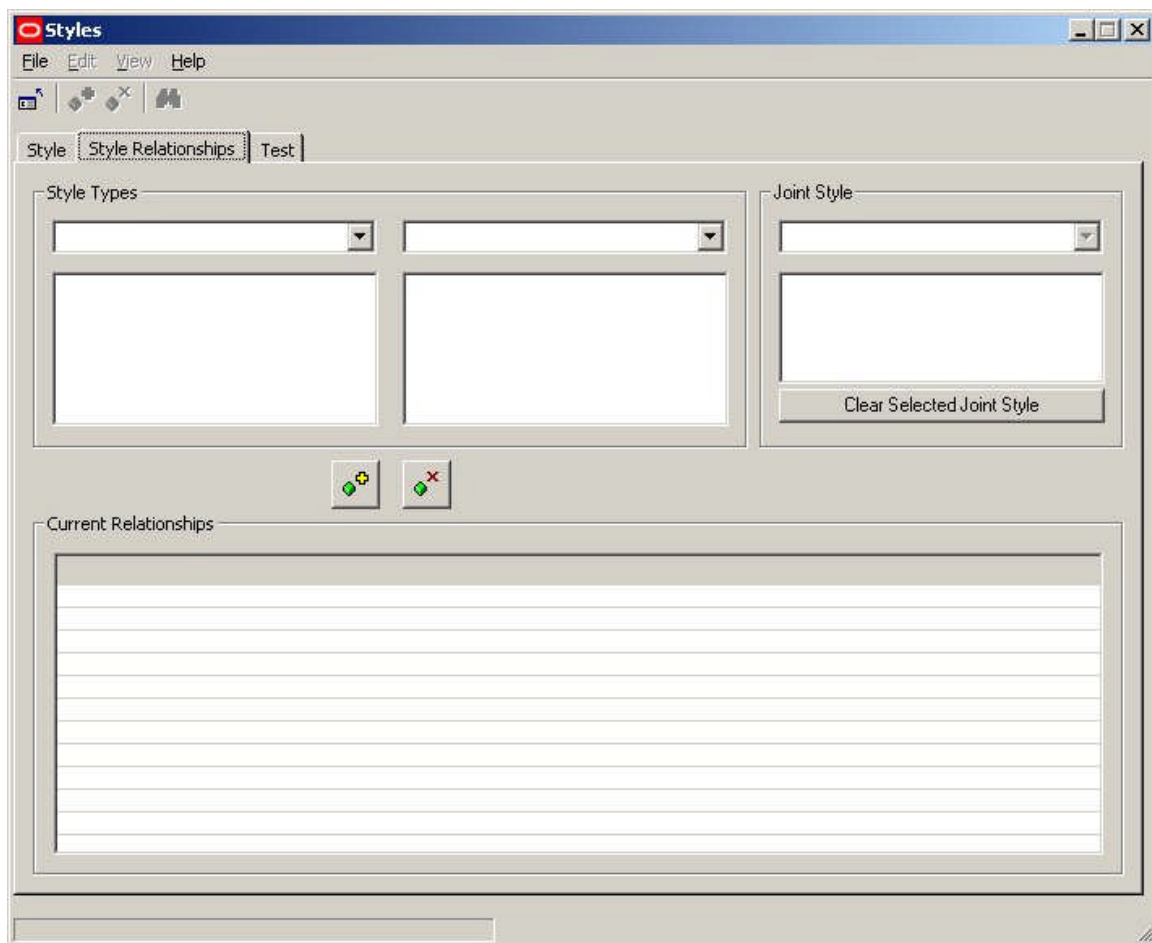 Styles
File Edit View Help
Style Style Relationships Test
Style Types Joint Style
Clear Selected Joint Style
Current Relationships